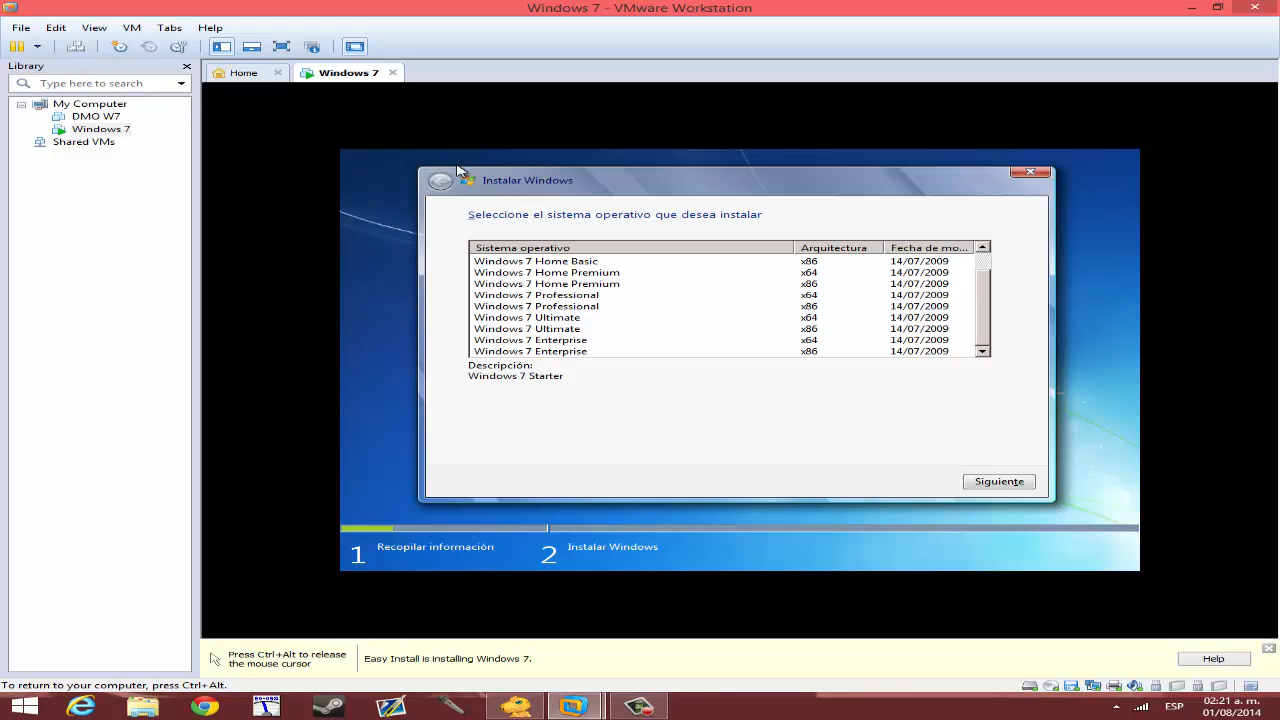 Windows 7 - VMware Workstation
File Edit View VM Tabs Help
Library
Type here to search
My Computer
DMO W7
Windows 7
Shared VMs
Home
Windows 7
Instalar Windows
Seleccione el sistema operativo que desea instalar
Sistema operativo Arquitectura Fecha de mo...
Windows 7 Home Basic x86 14/07/2009
Windows 7 Home Premium x64 14/07/2009
Windows 7 Home Premium x86 14/07/2009
Windows 7 Professional x64 14/07/2009
Windows 7 Professional x86 14/07/2009
Windows 7 Ultimate x64 14/07/2009
Windows 7 Ultimate x86 14/07/2009
Windows 7 Enterprise x64 14/07/2009
Windows 7 Enterprise x86 14/07/2009
Descripción:
Windows 7 Starter
Siguiente
1 Recopilar información 2 Instalar Windows
Press Ctrl+Alt to release
the mouse cursor
Easy Install is installing Windows 7.
Help
To return to your computer, press Ctrl+Alt.
ESP
02:21 a. m.
01/08/2014